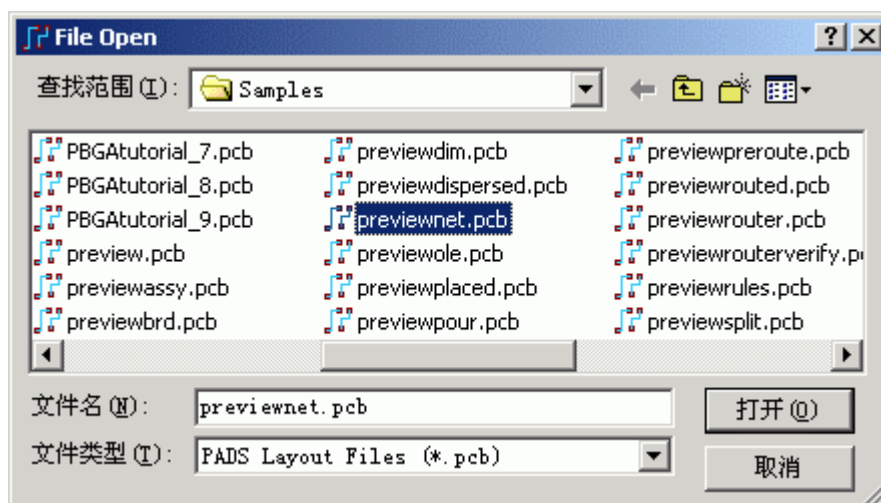 File Open
查找范围(I): Samples
PBGAtutorial_7.pcb previewdim.pcb previewpreroute.pcb
PBGAtutorial_8.pcb previewdispersed.pcb previewrouted.pcb
PBGAtutorial_9.pcb previewnet.pcb previewrouter.pcb
preview.pcb previewole.pcb previewrouterverify.p
previewassy.pcb previewplaced.pcb previewrules.pcb
previewbrd.pcb previewpour.pcb previewsplit.pcb
文件名(N): previewnet.pcb 打开(O)
文件类型(T): PADS Layout Files (*.pcb) 取消